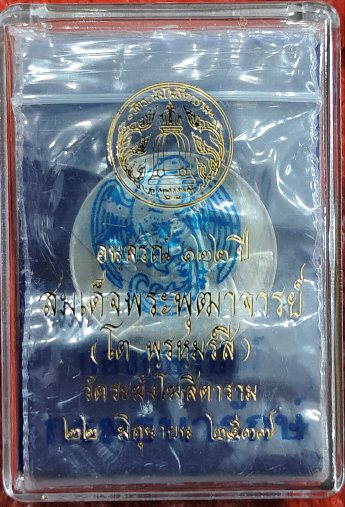 อนุสรณ์ ๑๒๒ ปี
สมเด็จพระพุฒาจารย์
(โต พรหมรังสี)
วัดระฆังโฆสิตาราม
๒๒ มิถุนายน ๒๕๓๗